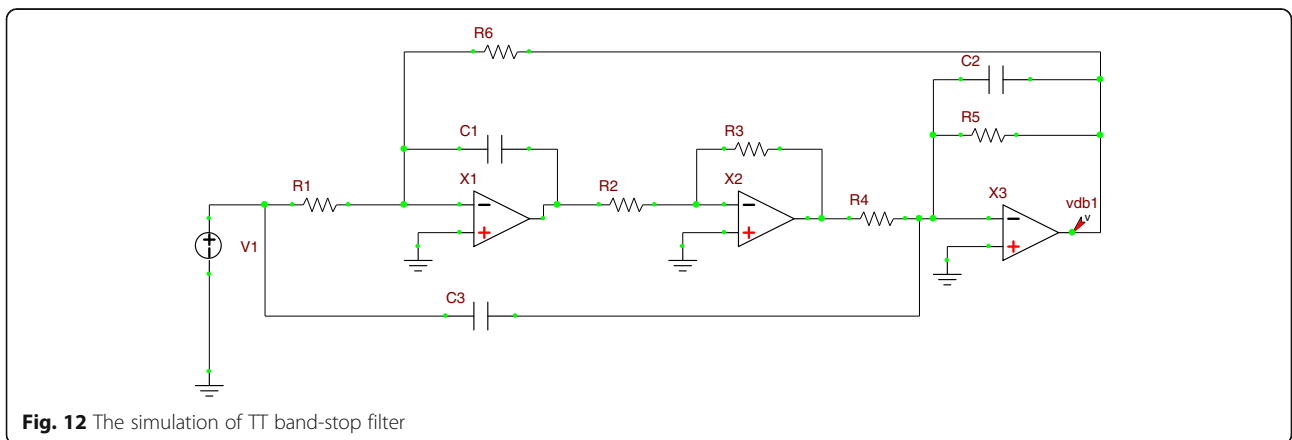 R6
C2
R5
C1
R3
R1
X1
R2
X2
R4
X3
vdb1
v
V1
C3
Fig. 12 The simulation of TT band-stop filter